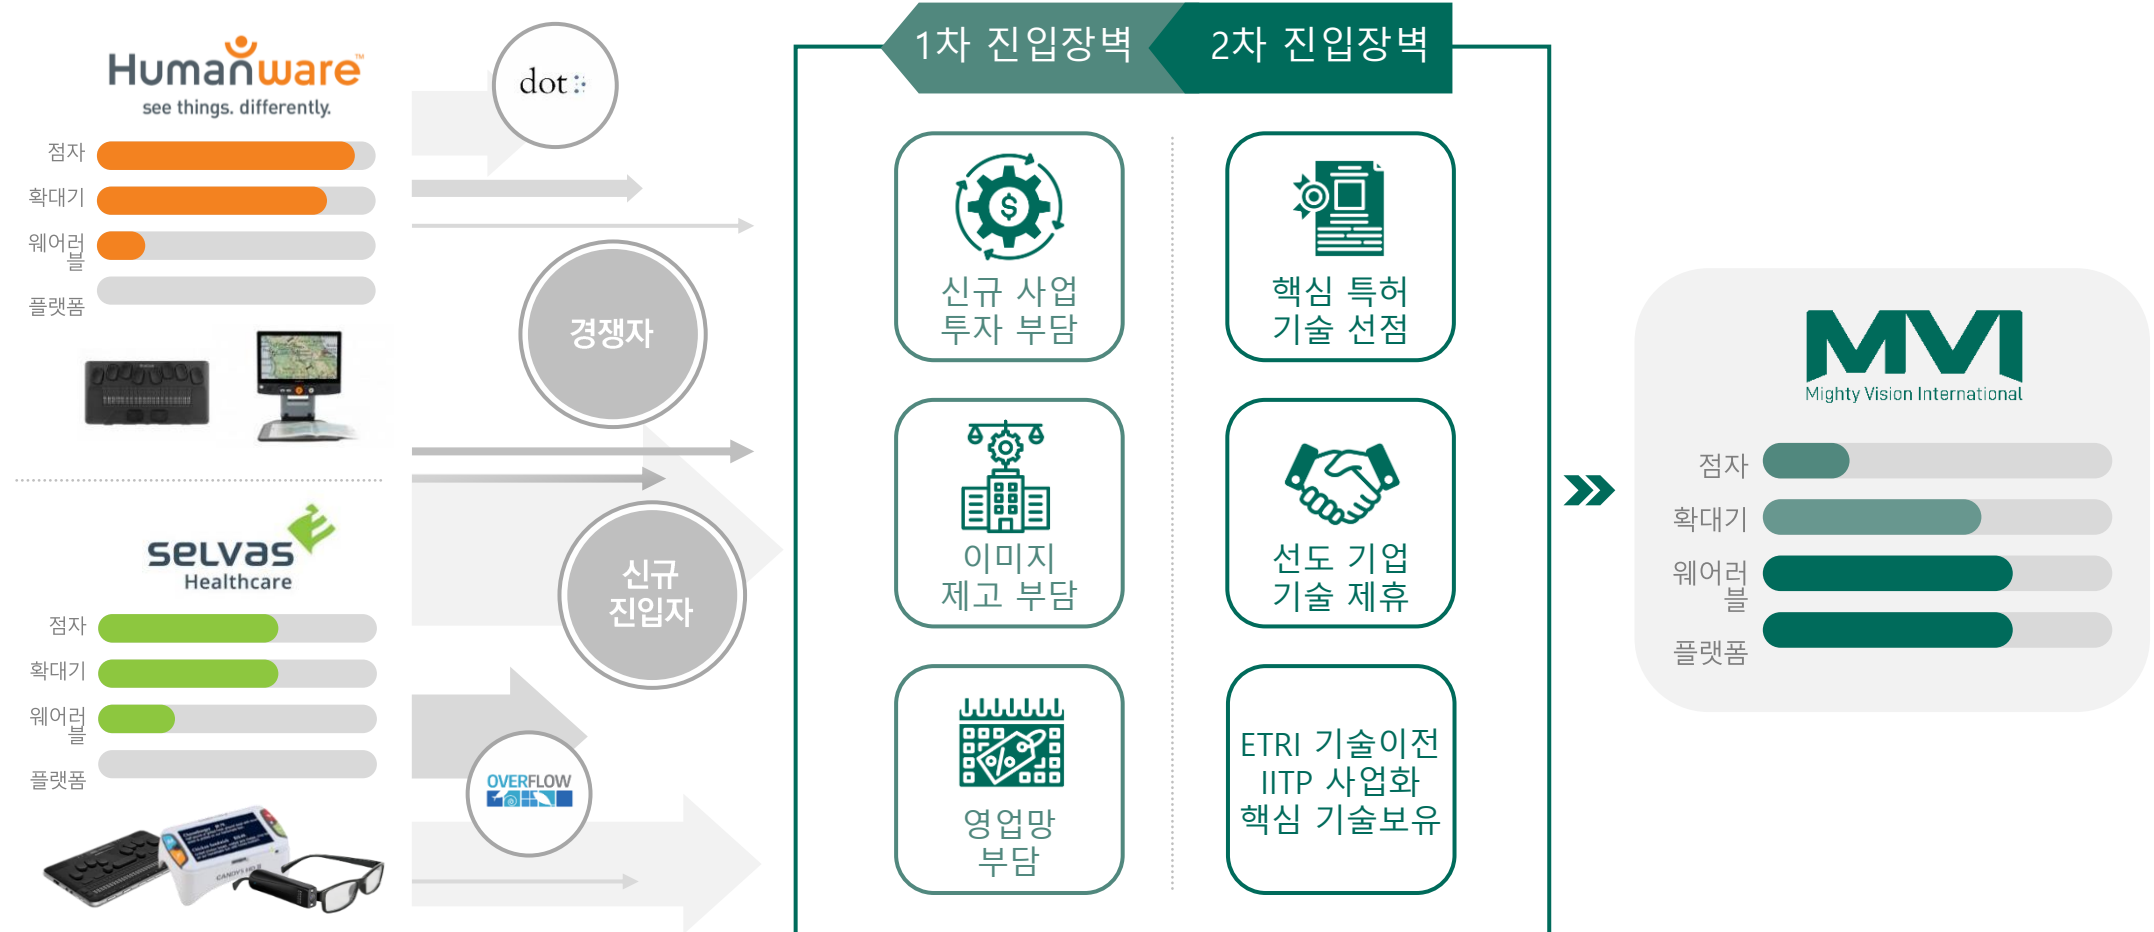 Humanware™
see things. differently.
점자
확대기
웨어러
블
플랫폼
selvas
Healthcare
점자
확대기
웨어러
블
플랫폼
dot
경쟁자
신규
진입자
OVERFLOW
1차 진입장벽
2차 진입장벽
신규 사업
투자 부담
핵심 특허
기술 선점
이미지
제고 부담
선도 기업
기술 제휴
영업망
부담
ETRI 기술이전
IITP 사업화
핵심 기술보유
MVI
Mighty Vision International
점자
확대기
웨어러
블
플랫폼